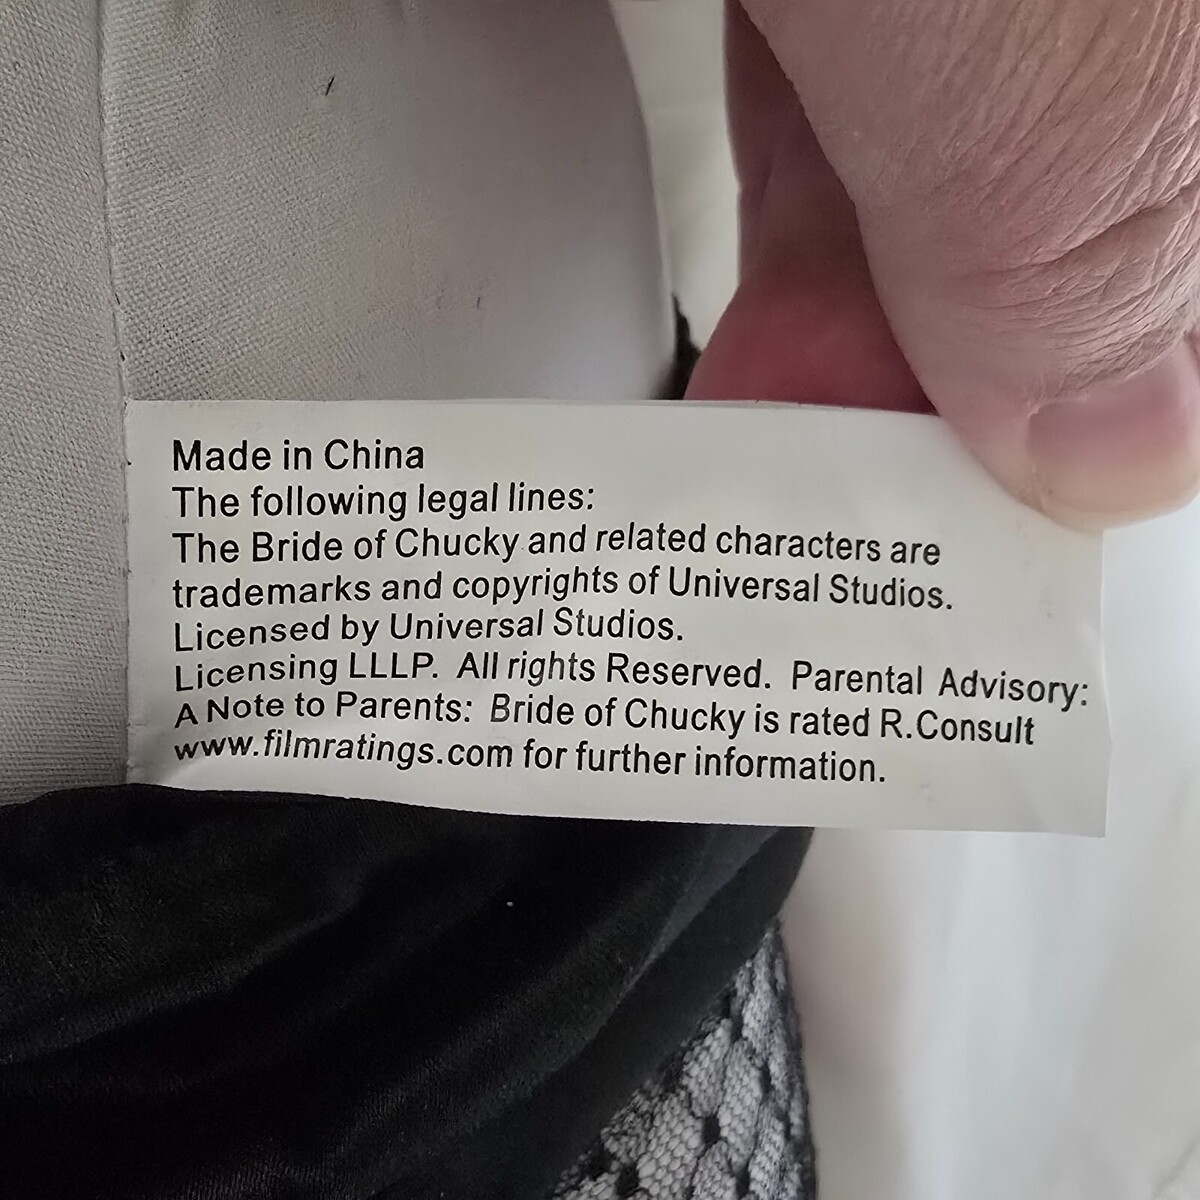 Made in China
The following legal lines:
The Bride of Chucky and related characters are
trademarks and copyrights of Universal Studios.
Licensed by Universal Studios.
Licensing LLLP. All rights Reserved. Parental Advisory:
A Note to Parents: Bride of Chucky is rated R.Consult
www.filmratings.com for further information.